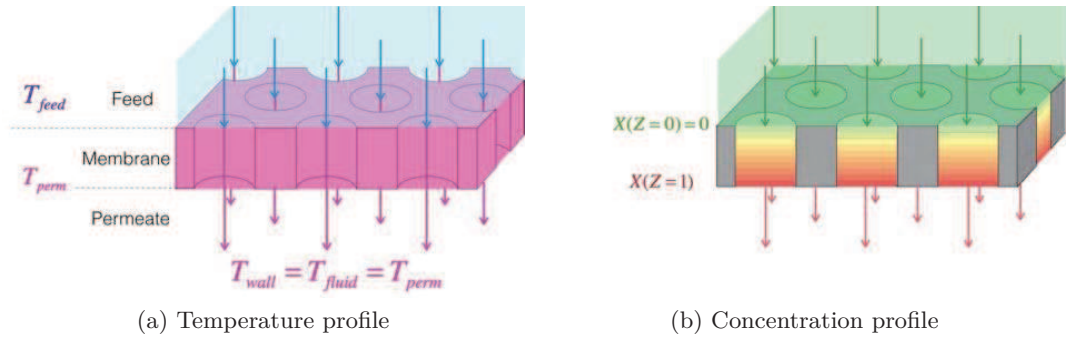 T_feed
Feed
Membrane
T_perm
Permeate
T_wall = T_fluid = T_perm
(a) Temperature profile
X(Z = 0) = 0
X(Z = 1)
(b) Concentration profile